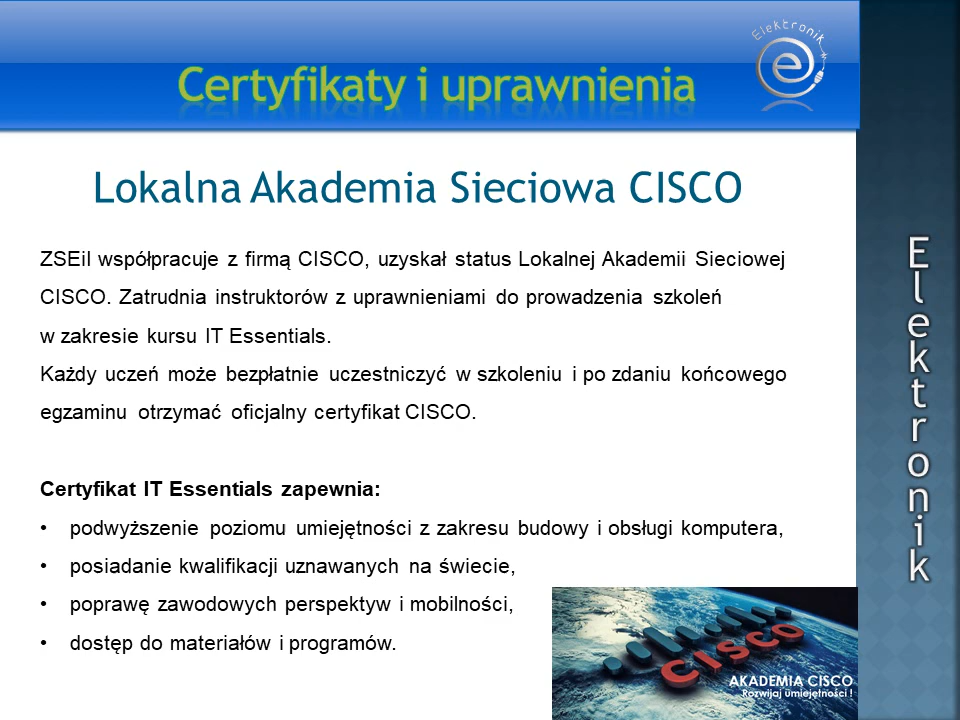 Elektronik
e
Certyfikaty i uprawnienia
Lokalna Akademia Sieciowa CISCO
ZSEiI współpracuje z firmą CISCO, uzyskał status Lokalnej Akademii Sieciowej
CISCO. Zatrudnia instruktorów z uprawnieniami do prowadzenia szkoleń
w zakresie kursu IT Essentials.
Każdy uczeń może bezpłatnie uczestniczyć w szkoleniu i po zdaniu końcowego
egzaminu otrzymać oficjalny certyfikat CISCO.
Certyfikat IT Essentials zapewnia:
• podwyższenie poziomu umiejętności z zakresu budowy i obsługi komputera,
• posiadanie kwalifikacji uznawanych na świecie,
• poprawę zawodowych perspektyw i mobilności,
• dostęp do materiałów i programów.
CISCO
AKADEMIA CISCO
Rozwijaj umiejętności !
Elektronik